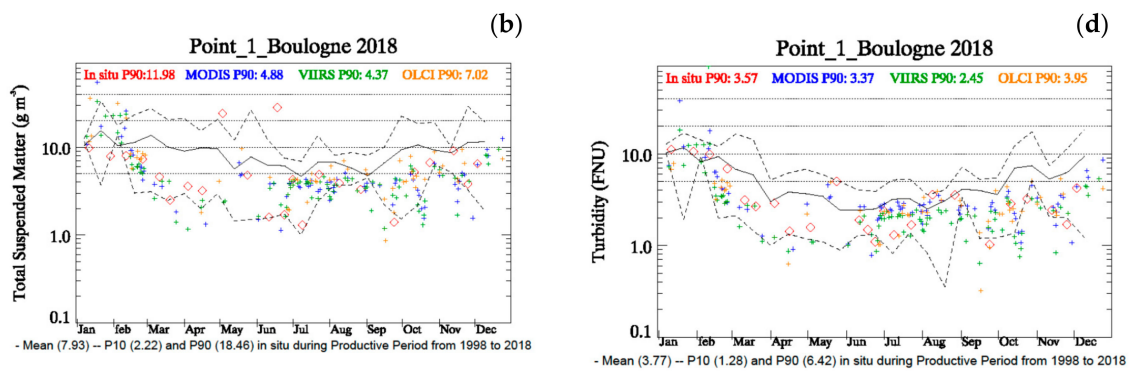 (b)
Point_1_Boulogne 2018
In situ P90:11.98 MODIS P90: 4.88 VIIRS P90: 4.37 OLCI P90: 7.02
Total Suspended Matter (g m⁻³)
10.0
1.0
0.1
Jan feb Mar Apr May Jun Jul Aug Sep Oct Nov Dec
- Mean (7.93) -- P10 (2.22) and P90 (18.46) in situ during Productive Period from 1998 to 2018
(d)
Point_1_Boulogne 2018
In situ P90: 3.57 MODIS P90: 3.37 VIIRS P90: 2.45 OLCI P90: 3.95
Turbidity (FNU)
10.0
1.0
0.1
Jan feb Mar Apr May Jun Jul Aug Sep Oct Nov Dec
- Mean (3.77) -- P10 (1.28) and P90 (6.42) in situ during Productive Period from 1998 to 2018